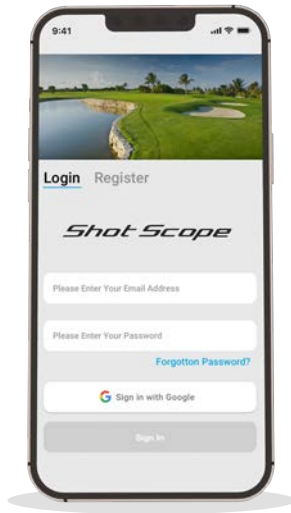 9:41
Login Register
Shot Scope
Please Enter Your Email Address
Please Enter Your Password
Forgotton Password?
Sign in with Google
Sign In